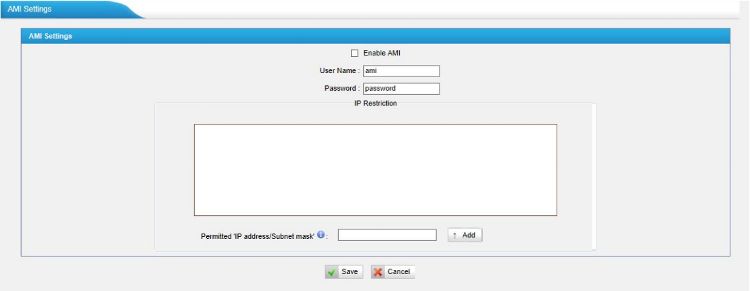 AMI Settings
AMI Settings
Enable AMI
User Name : ami
Password : password
IP Restriction
Permitted 'IP address/Subnet mask' : Add
Save Cancel